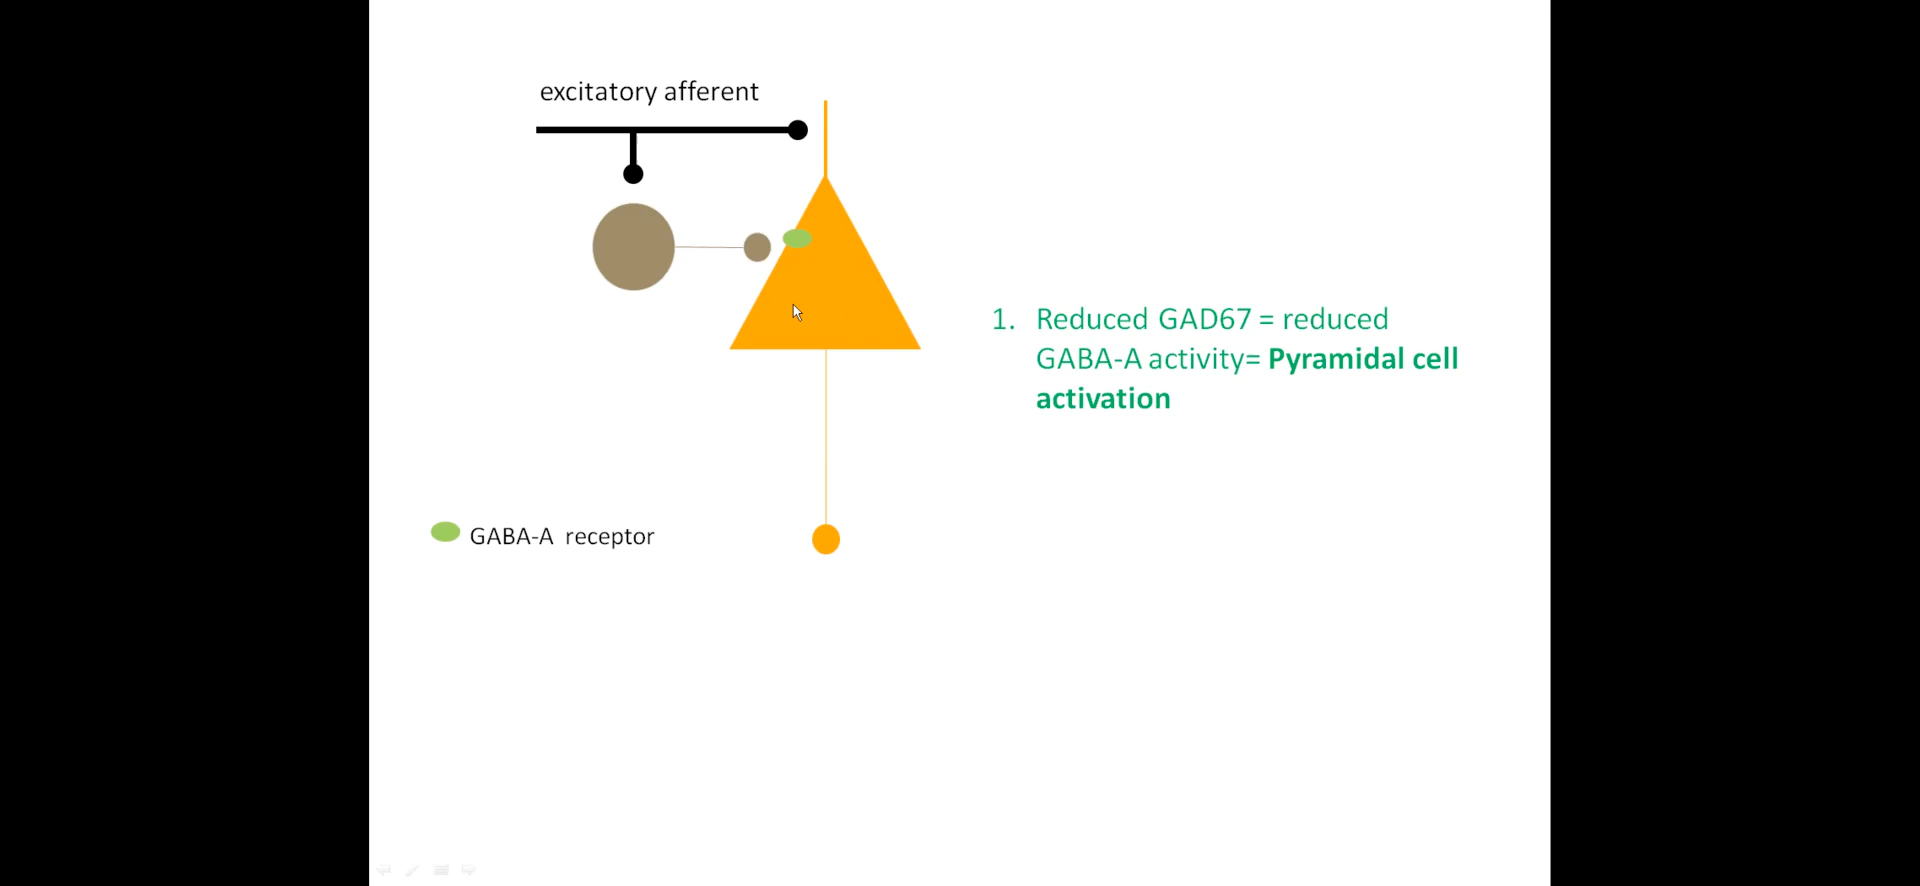 excitatory afferent
1. Reduced GAD67 = reduced
GABA-A activity= Pyramidal cell
activation
GABA-A receptor